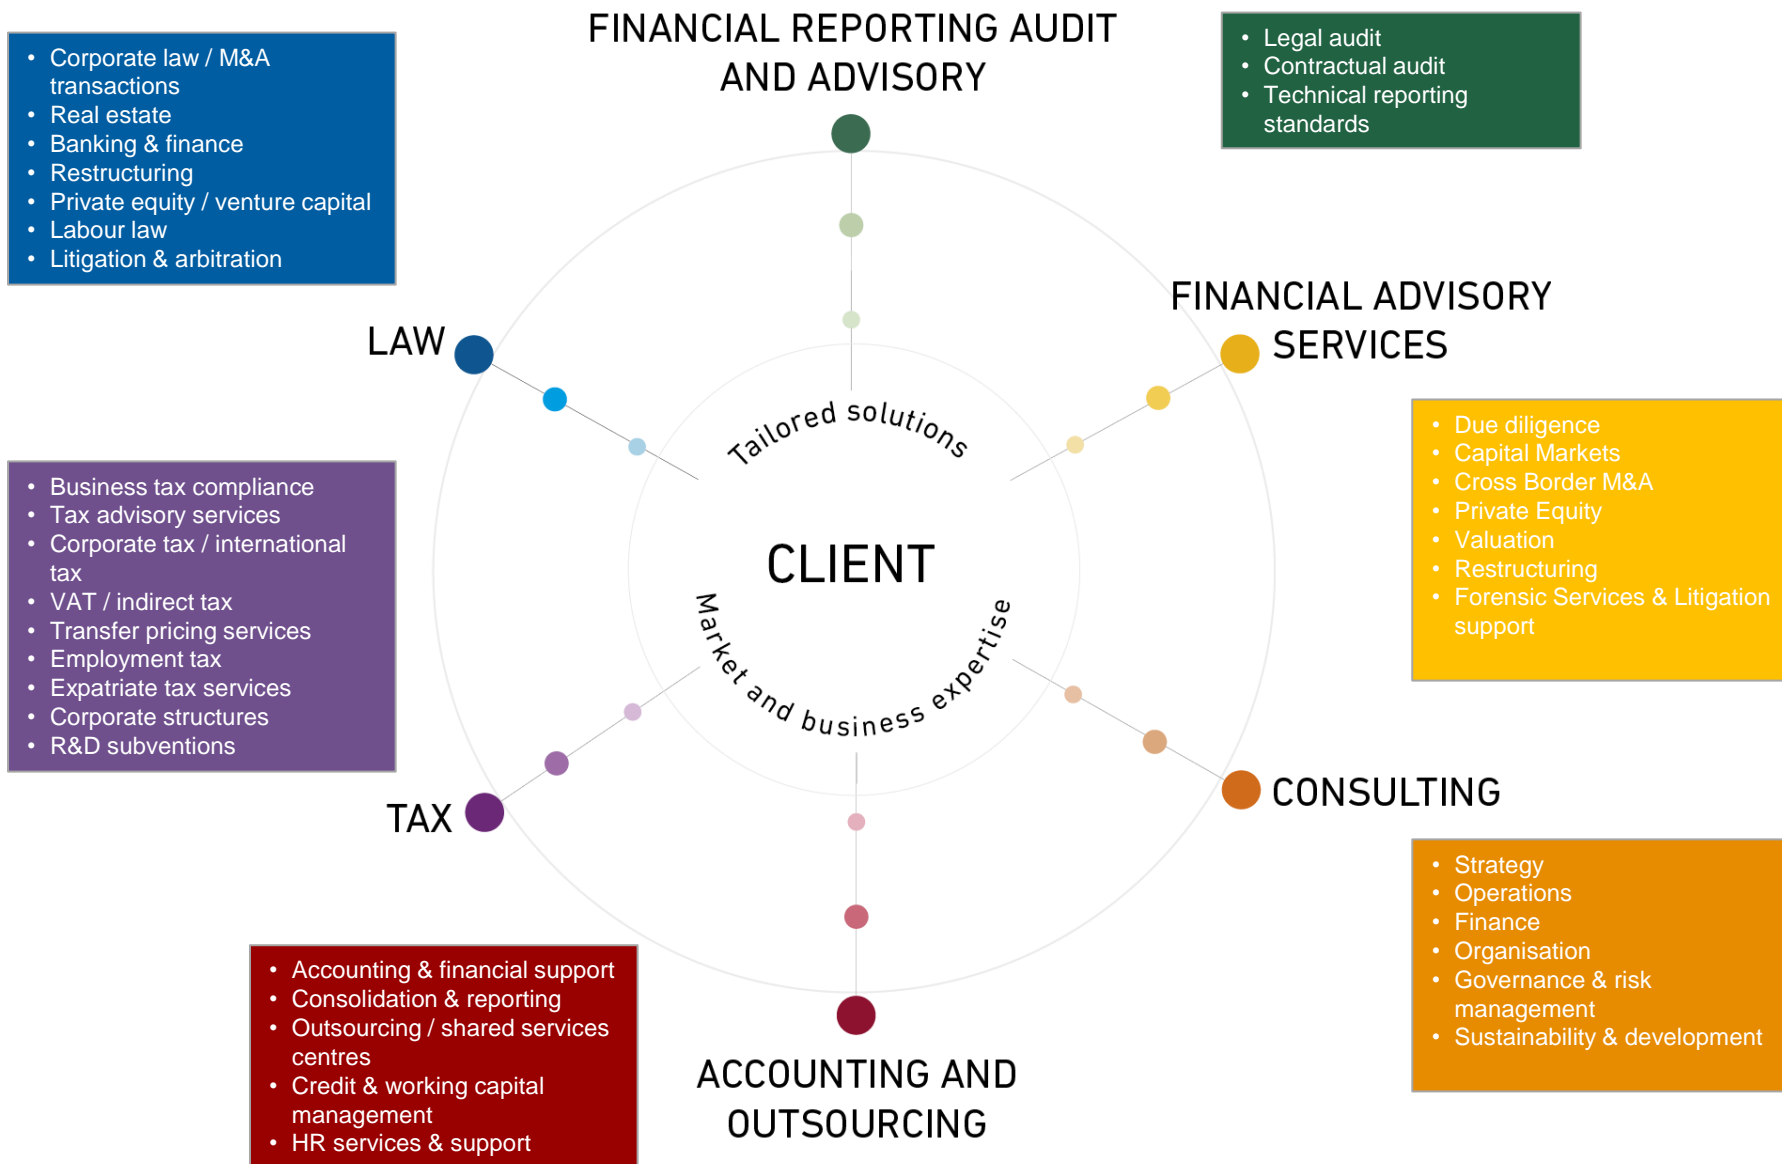 FINANCIAL REPORTING AUDIT
AND ADVISORY
• Corporate law / M&A
transactions
• Real estate
• Banking & finance
• Restructuring
• Private equity / venture capital
• Labour law
• Litigation & arbitration
• Legal audit
• Contractual audit
• Technical reporting
standards
LAW
FINANCIAL ADVISORY
SERVICES
Tailored solutions
CLIENT
Market and business expertise
• Business tax compliance
• Tax advisory services
• Corporate tax / international
tax
• VAT / indirect tax
• Transfer pricing services
• Employment tax
• Expatriate tax services
• Corporate structures
• R&D subventions
• Due diligence
• Capital Markets
• Cross Border M&A
• Private Equity
• Valuation
• Restructuring
• Forensic Services & Litigation
support
TAX
CONSULTING
• Strategy
• Operations
• Finance
• Organisation
• Governance & risk
management
• Sustainability & development
• Accounting & financial support
• Consolidation & reporting
• Outsourcing / shared services
centres
• Credit & working capital
management
• HR services & support
ACCOUNTING AND
OUTSOURCING